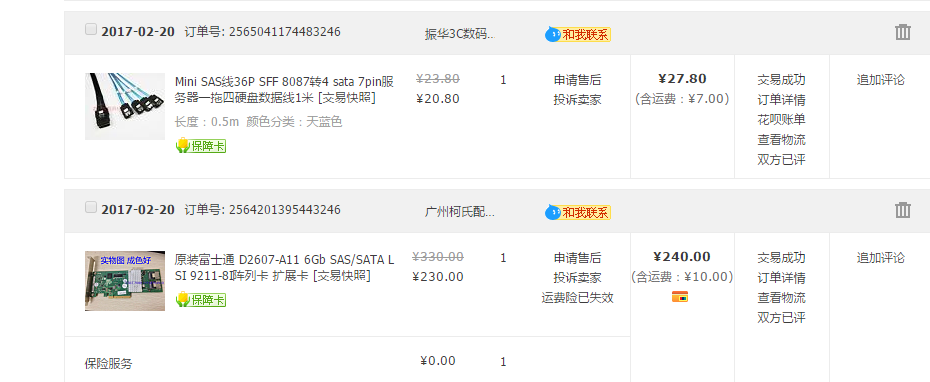 2017-02-20 订单号: 2565041174483246 振华3C数码.. 和我联系
Mini SAS线36P SFF 8087转4 sata 7pin服 ¥23.80 1 申请售后 ¥27.80 交易成功 追加评论
务器一拖四硬盘数据线1米 [交易快照] ¥20.80 投诉卖家 (含运费：¥7.00) 订单详情
长度：0.5m 颜色分类：天蓝色 花呗账单
保障卡 查看物流
双方已评
2017-02-20 订单号: 2564201395443246 广州柯氏配... 和我联系
实物图 成色好
原装富士通 D2607-A11 6Gb SAS/SATA L ¥330.00 1 申请售后 ¥240.00 交易成功 追加评论
SI 9211-8I阵列卡 扩展卡 [交易快照] ¥230.00 投诉卖家 (含运费：¥10.00) 订单详情
保障卡 运费险已失效 查看物流
双方已评
保险服务 ¥0.00 1